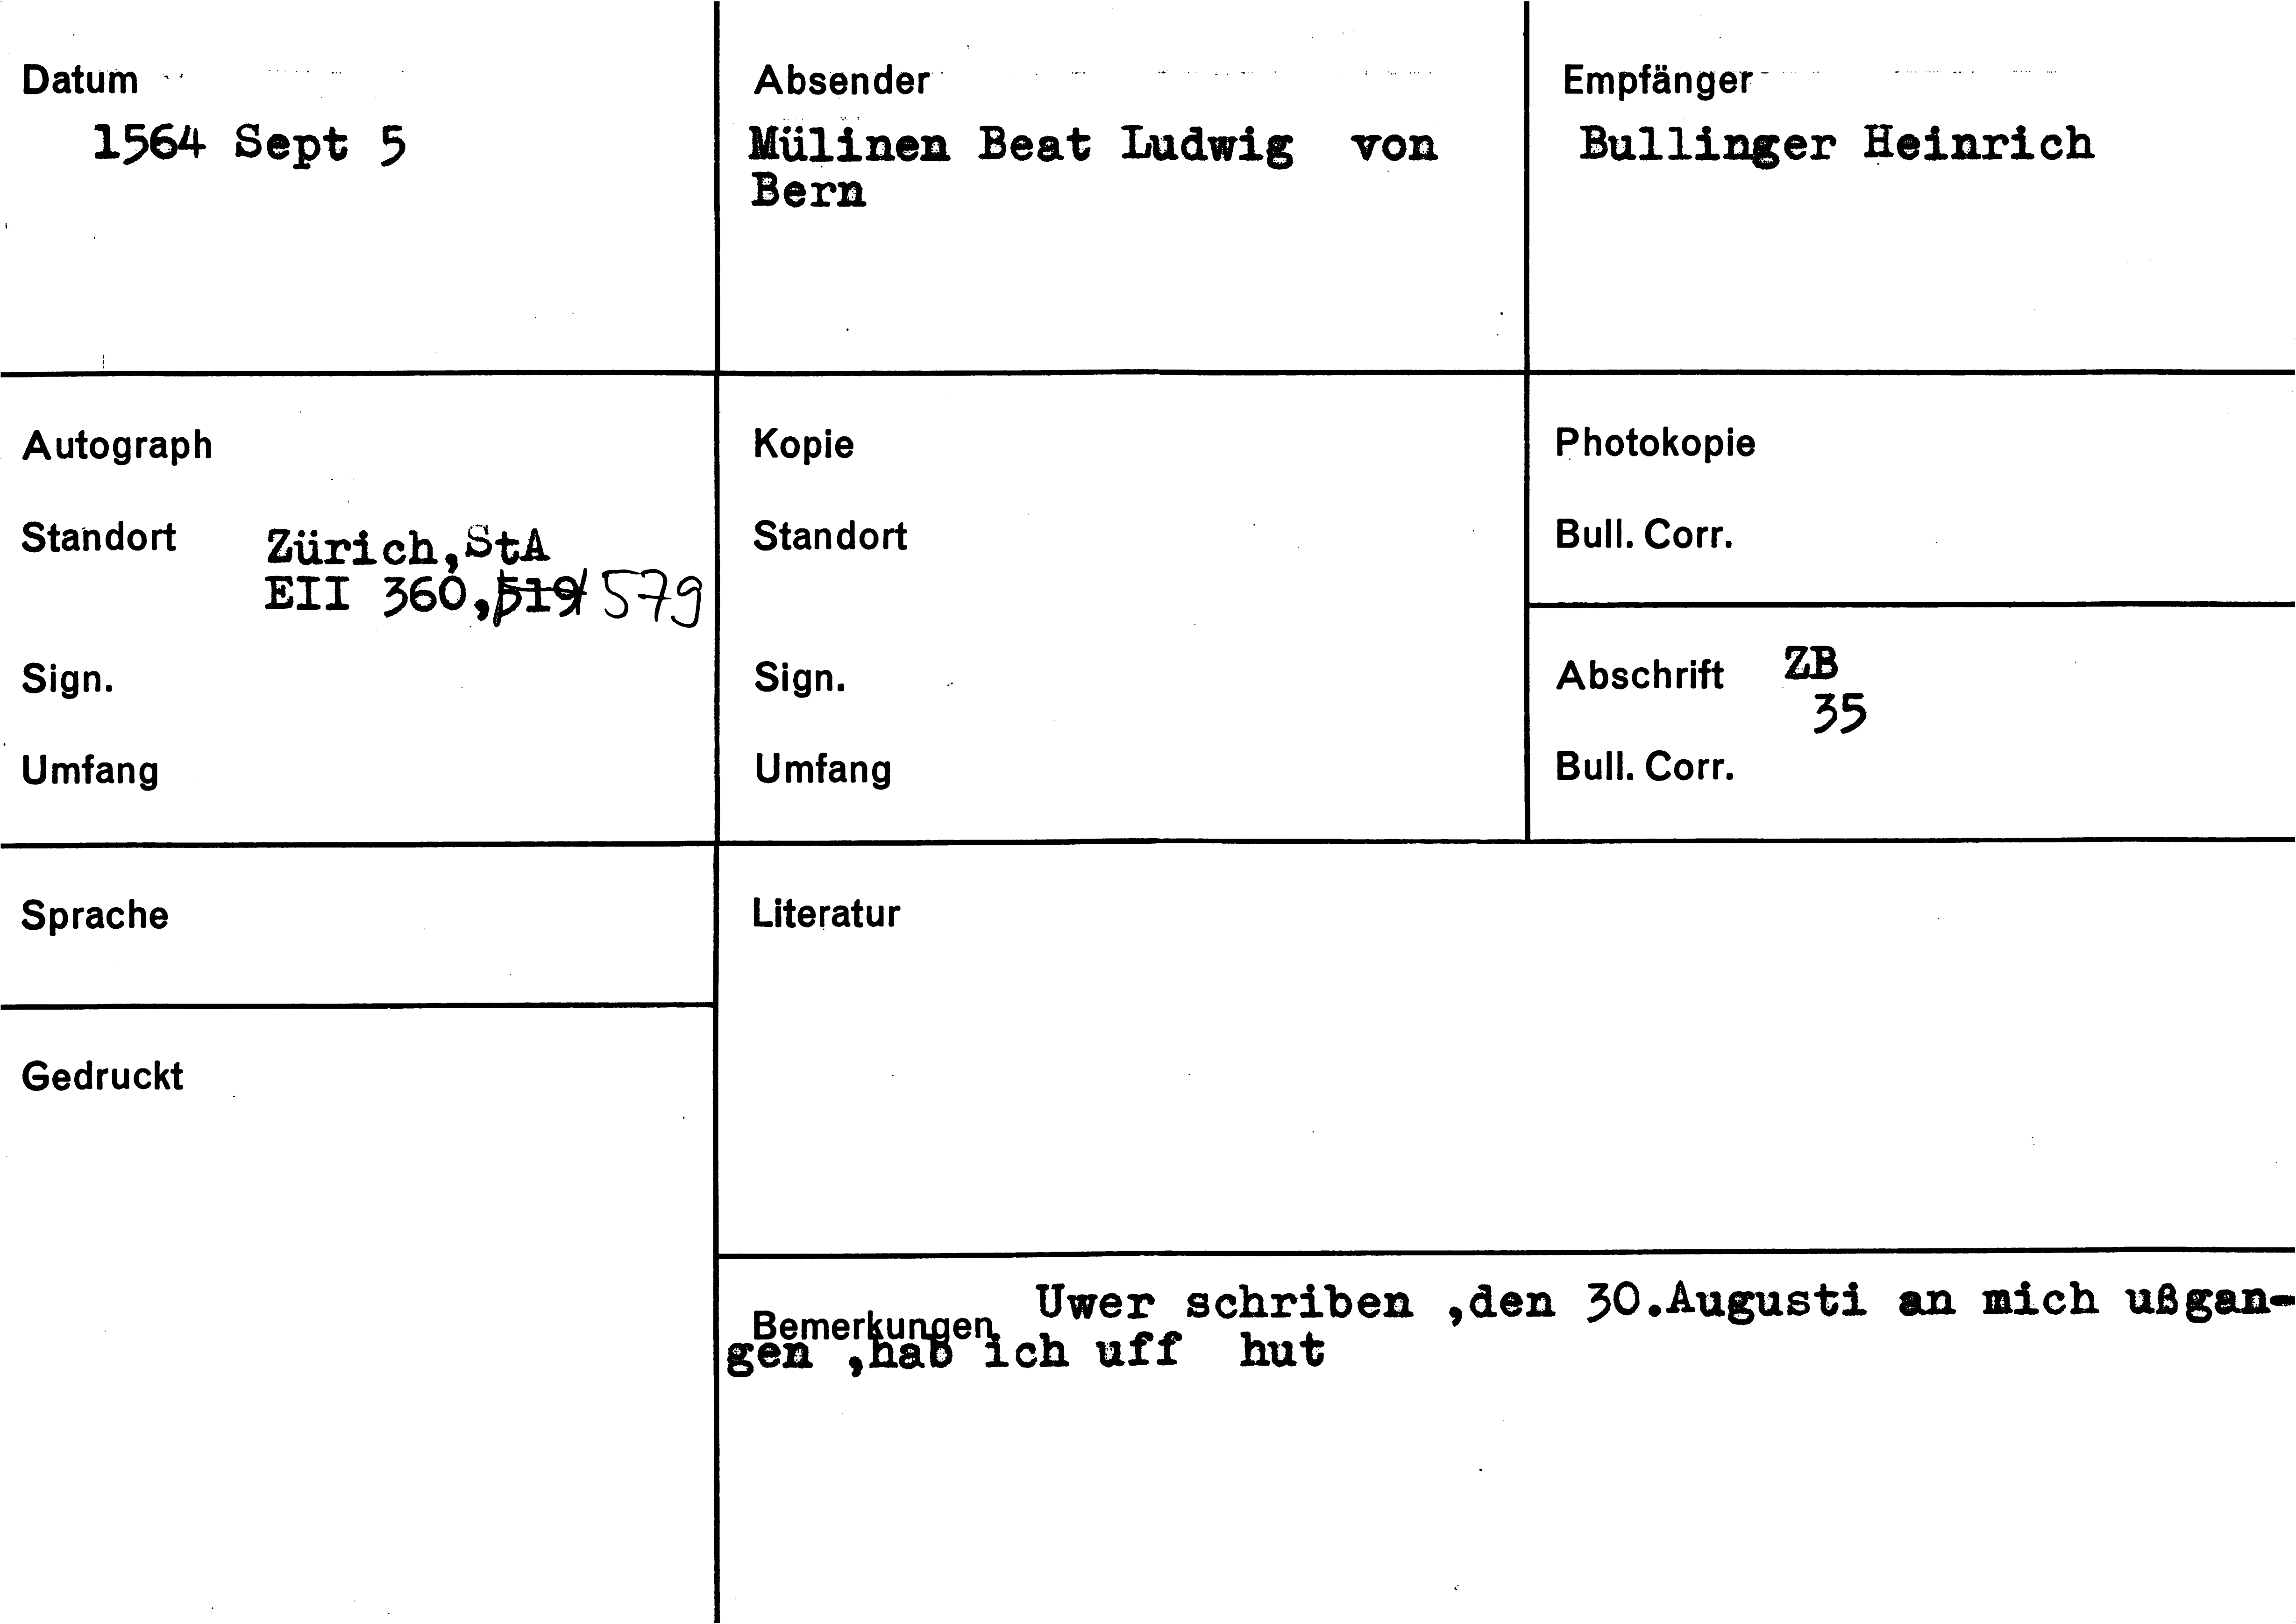 Datum
1564 Sept 5
Absender
Mülinen Beat Ludwig von
Bern
Empfänger
Bullinger Heinrich
Autograph
Standort Zürich,StA
EII 360,519 579
Sign.
Umfang
Kopie
Standort
Sign.
Umfang
Photokopie
Bull. Corr.
Abschrift ZB
35
Bull. Corr.
Sprache
Literatur
Gedruckt
Bemerkungen Uwer schriben ,den 30.Augusti an mich ußgan-
gen ,hab ich uff hut